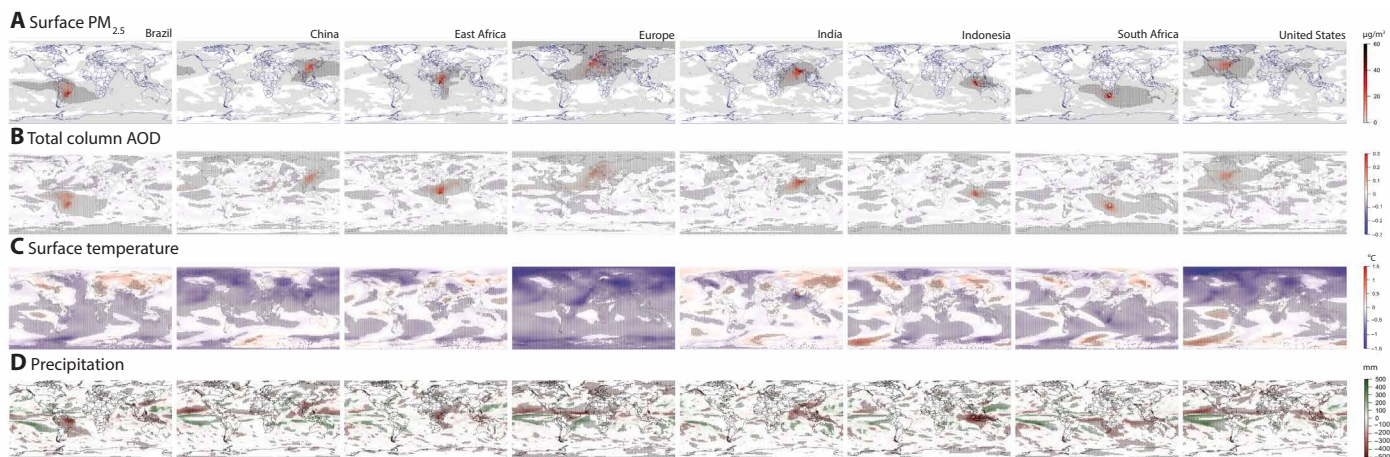 A Surface PM2.5
Brazil
China
East Africa
Europe
India
Indonesia
South Africa
United States
µg/m³
60
40
20
0
B Total column AOD
0.3
0.2
0.1
0
−0.1
−0.2
C Surface temperature
°C
1.5
1
0.5
0
−0.5
−1
−1.5
D Precipitation
mm
500
400
300
200
100
0
−100
−200
−300
−400
−500